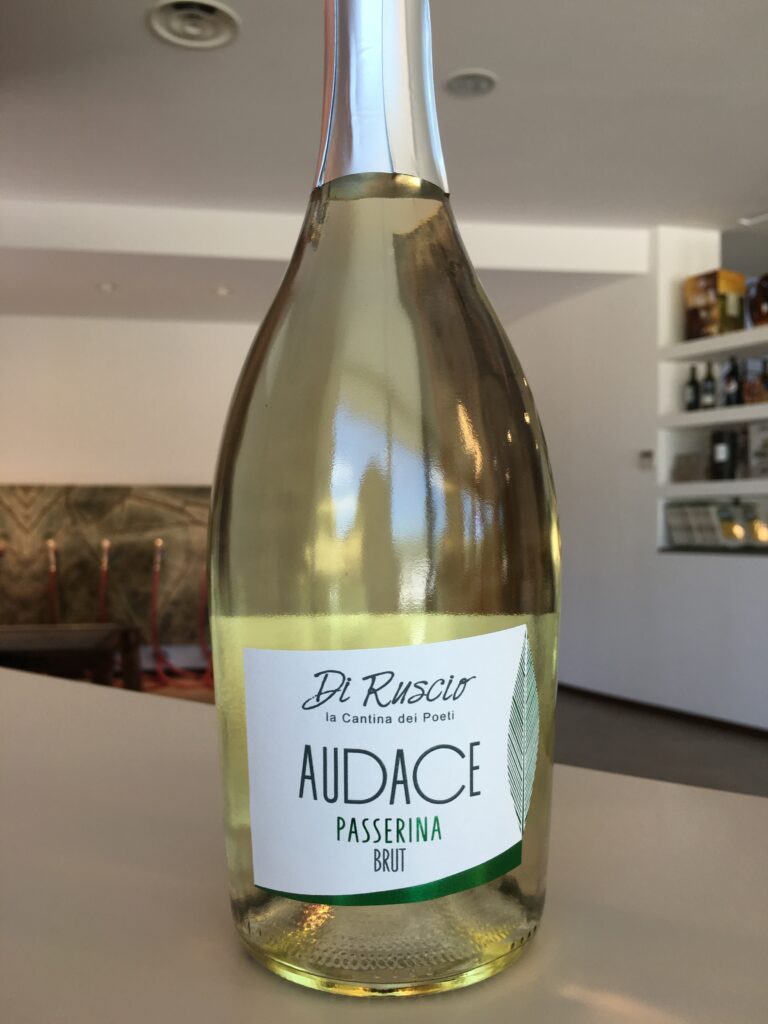 Di Ruscio
la Cantina dei Poeti
AUDACE
PASSERINA
BRUT